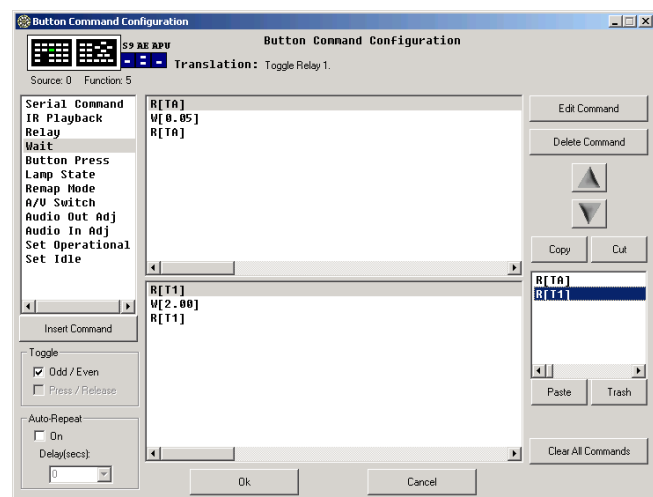 Button Command Configuration
S9 AE APV
Button Command Configuration
Translation: Toggle Relay 1.
Source: 0 Function: 5
Serial Command
IR Playback
Relay
Wait
Button Press
Lamp State
Remap Mode
A/V Switch
Audio Out Adj
Audio In Adj
Set Operational
Set Idle
Insert Command
Toggle
Odd / Even
Press / Release
Auto-Repeat
On
Delay(secs):
0
R[TA]
W[0.05]
R[TA]
R[T1]
W[2.00]
R[T1]
Ok
Cancel
Edit Command
Delete Command
Copy
Cut
R[TA]
R[T1]
Paste
Trash
Clear All Commands